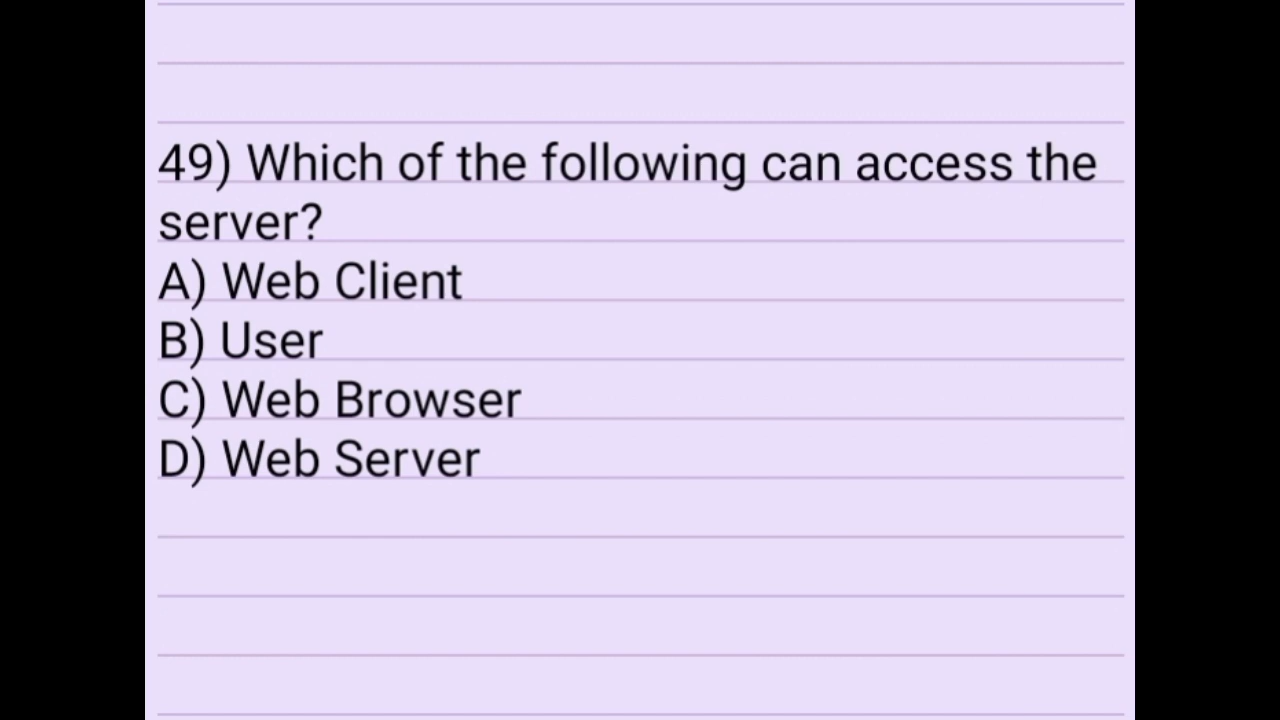 49) Which of the following can access the
server?
A) Web Client
B) User
C) Web Browser
D) Web Server